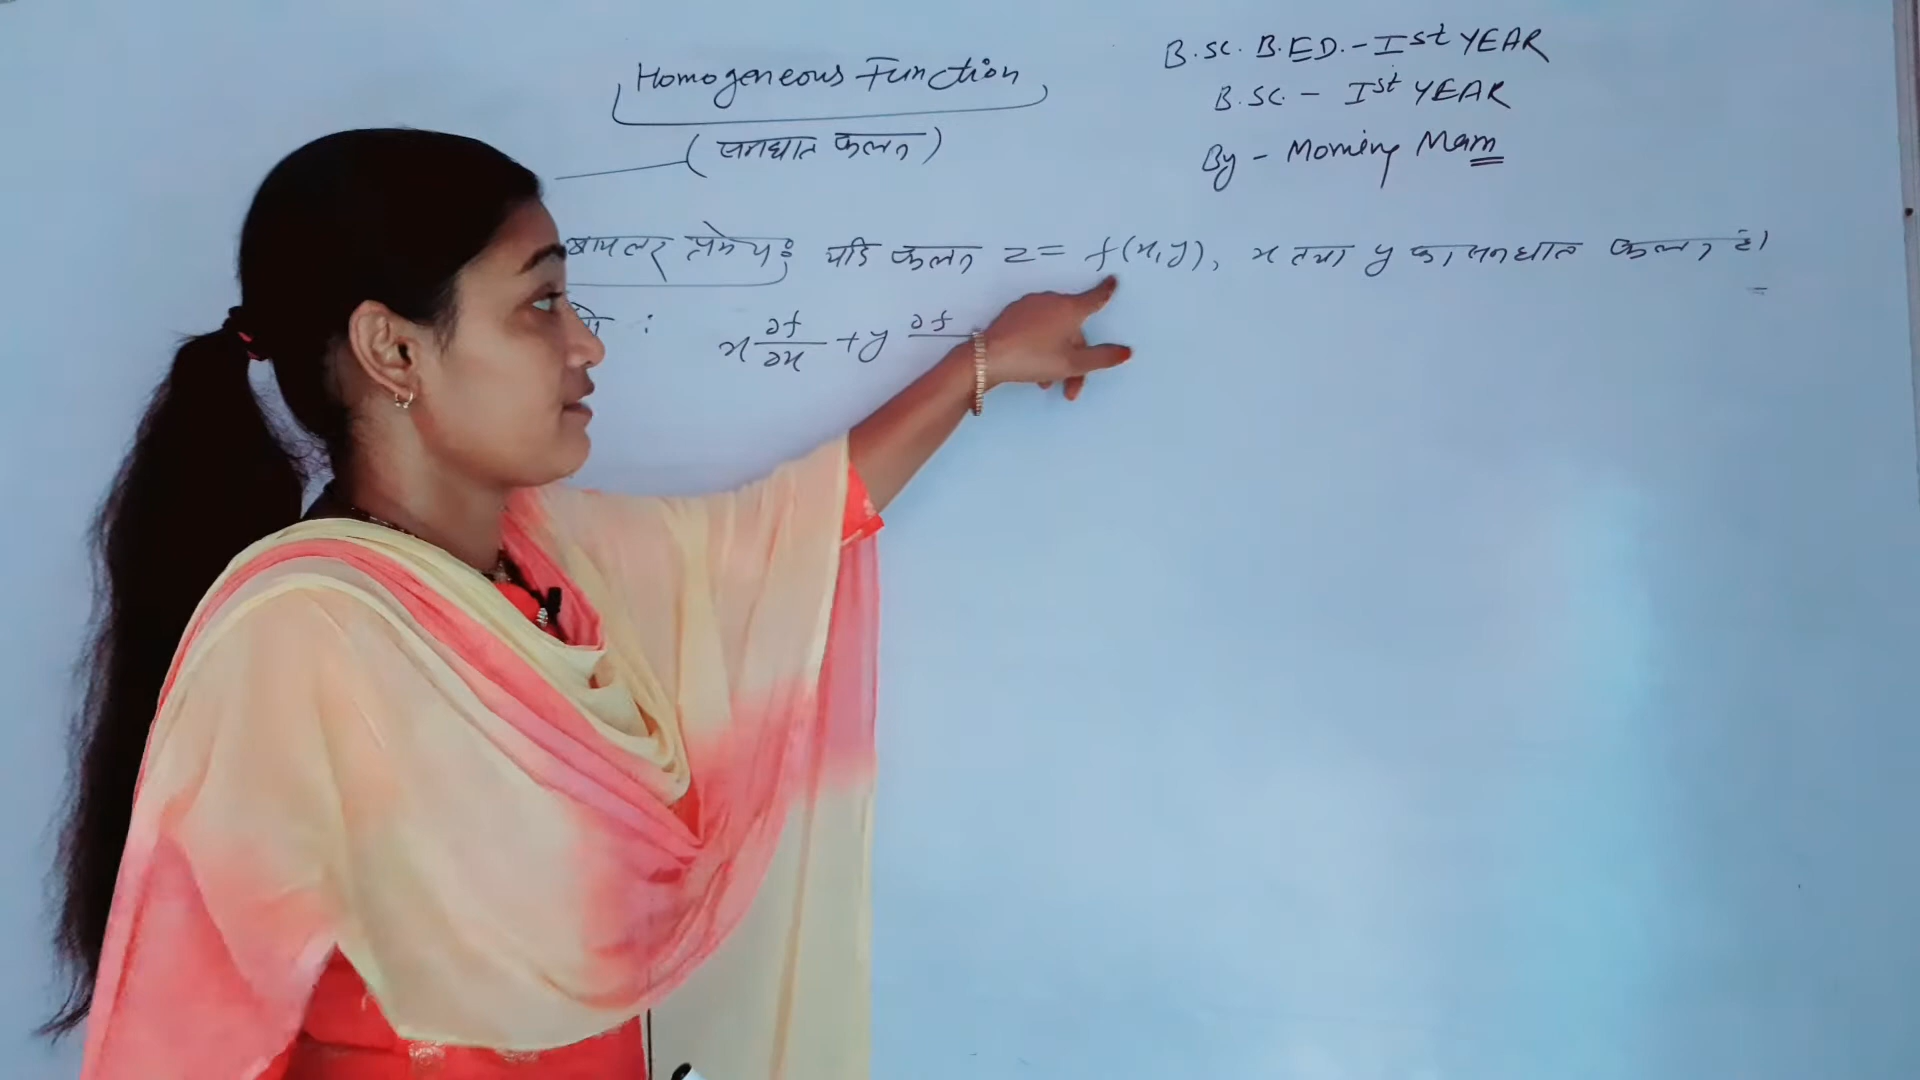 Homogeneous Function
(समघात फलन)
B.Sc. B.ED. - Ist YEAR
B.Sc. - Ist YEAR
By - Morning Mam
आयलर प्रमेय: यदि फलन z = f(x,y), x तथा y का समघात फलन है।
: x ∂f/∂x + y ∂f